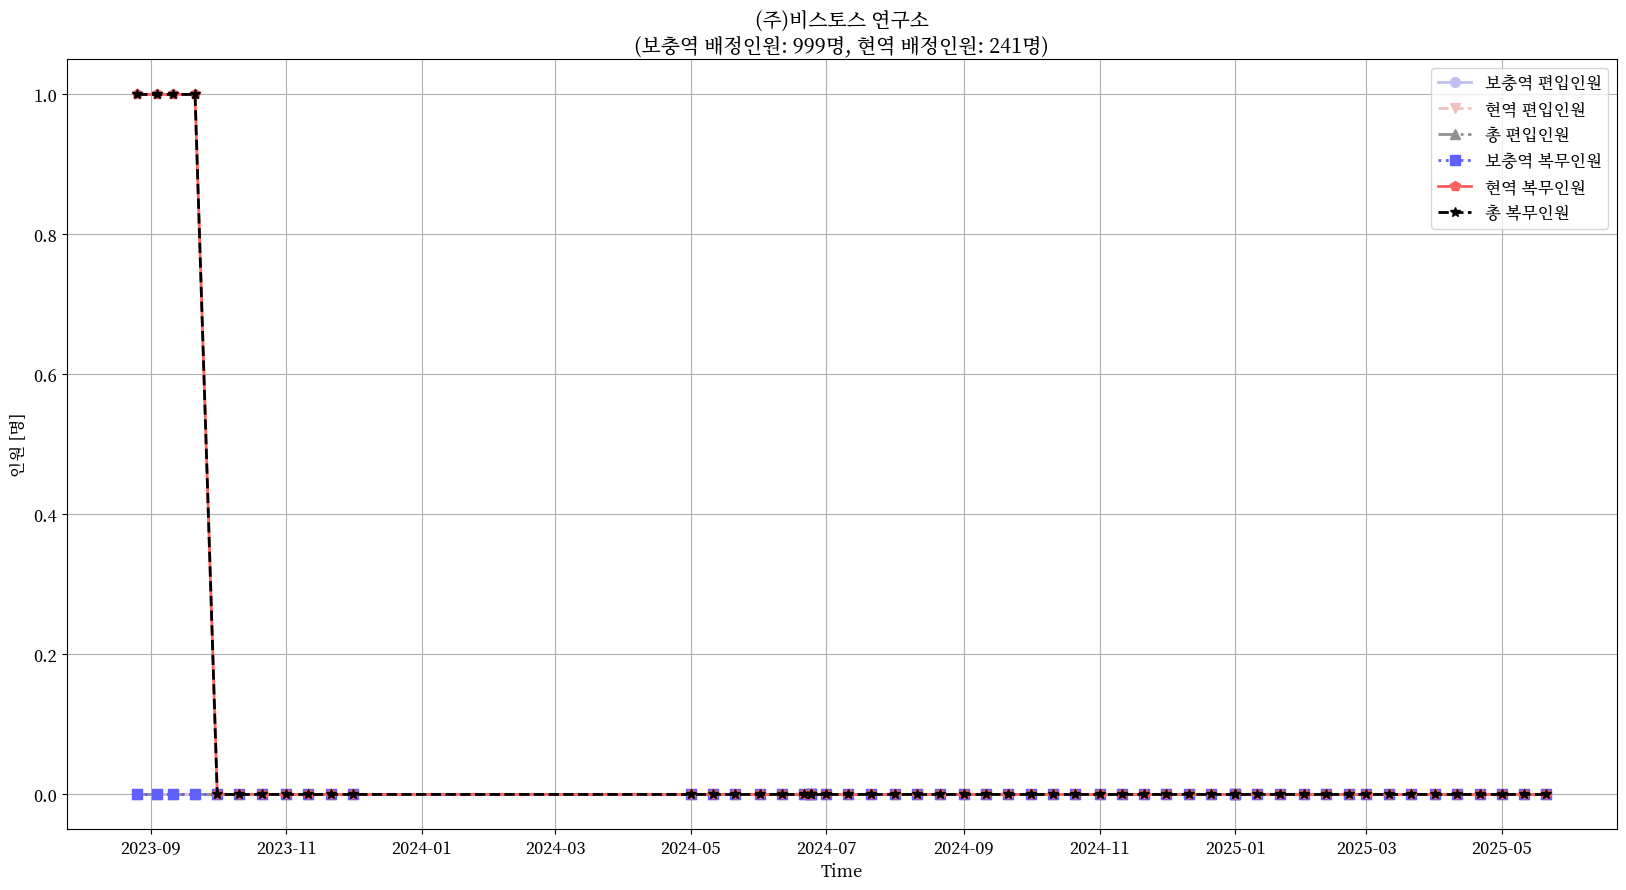 (주)비스토스 연구소
(보충역 배정인원: 999명, 현역 배정인원: 241명)
보충역 편입인원
현역 편입인원
총 편입인원
보충역 복무인원
현역 복무인원
총 복무인원
인원 [명]
1.0
0.8
0.6
0.4
0.2
0.0
2023-09 2023-11 2024-01 2024-03 2024-05 2024-07 2024-09 2024-11 2025-01 2025-03 2025-05
Time